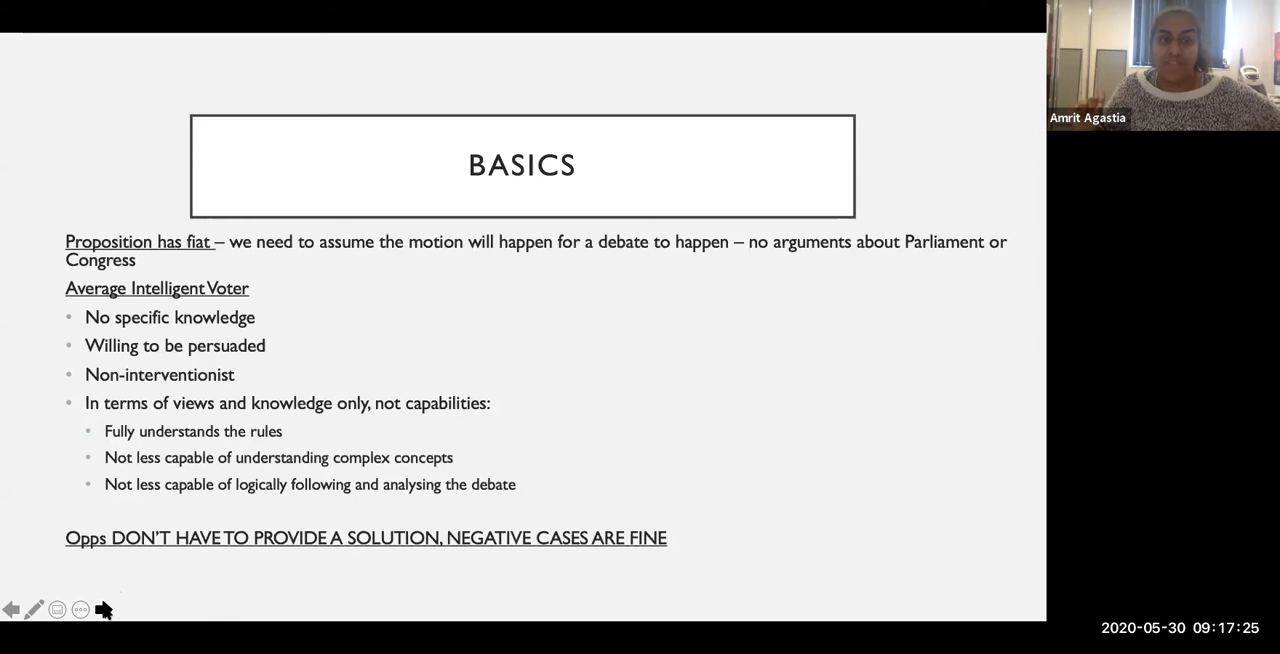 BASICS
Proposition has fiat – we need to assume the motion will happen for a debate to happen – no arguments about Parliament or
Congress
Average Intelligent Voter
No specific knowledge
Willing to be persuaded
Non-interventionist
In terms of views and knowledge only, not capabilities:
Fully understands the rules
Not less capable of understanding complex concepts
Not less capable of logically following and analysing the debate
Opps DON'T HAVE TO PROVIDE A SOLUTION, NEGATIVE CASES ARE FINE
Amrit Agastia
2020-05-30 09:17:25